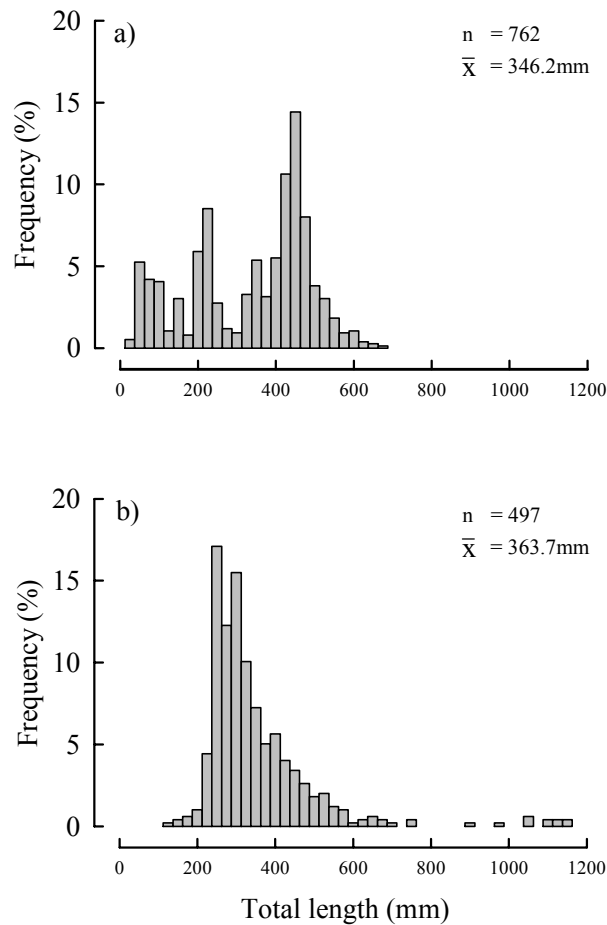 a)
n = 762
x̄ = 346.2mm
Frequency (%)
20
15
10
5
0
0 200 400 600 800 1000 1200
b)
n = 497
x̄ = 363.7mm
Frequency (%)
20
15
10
5
0
0 200 400 600 800 1000 1200
Total length (mm)